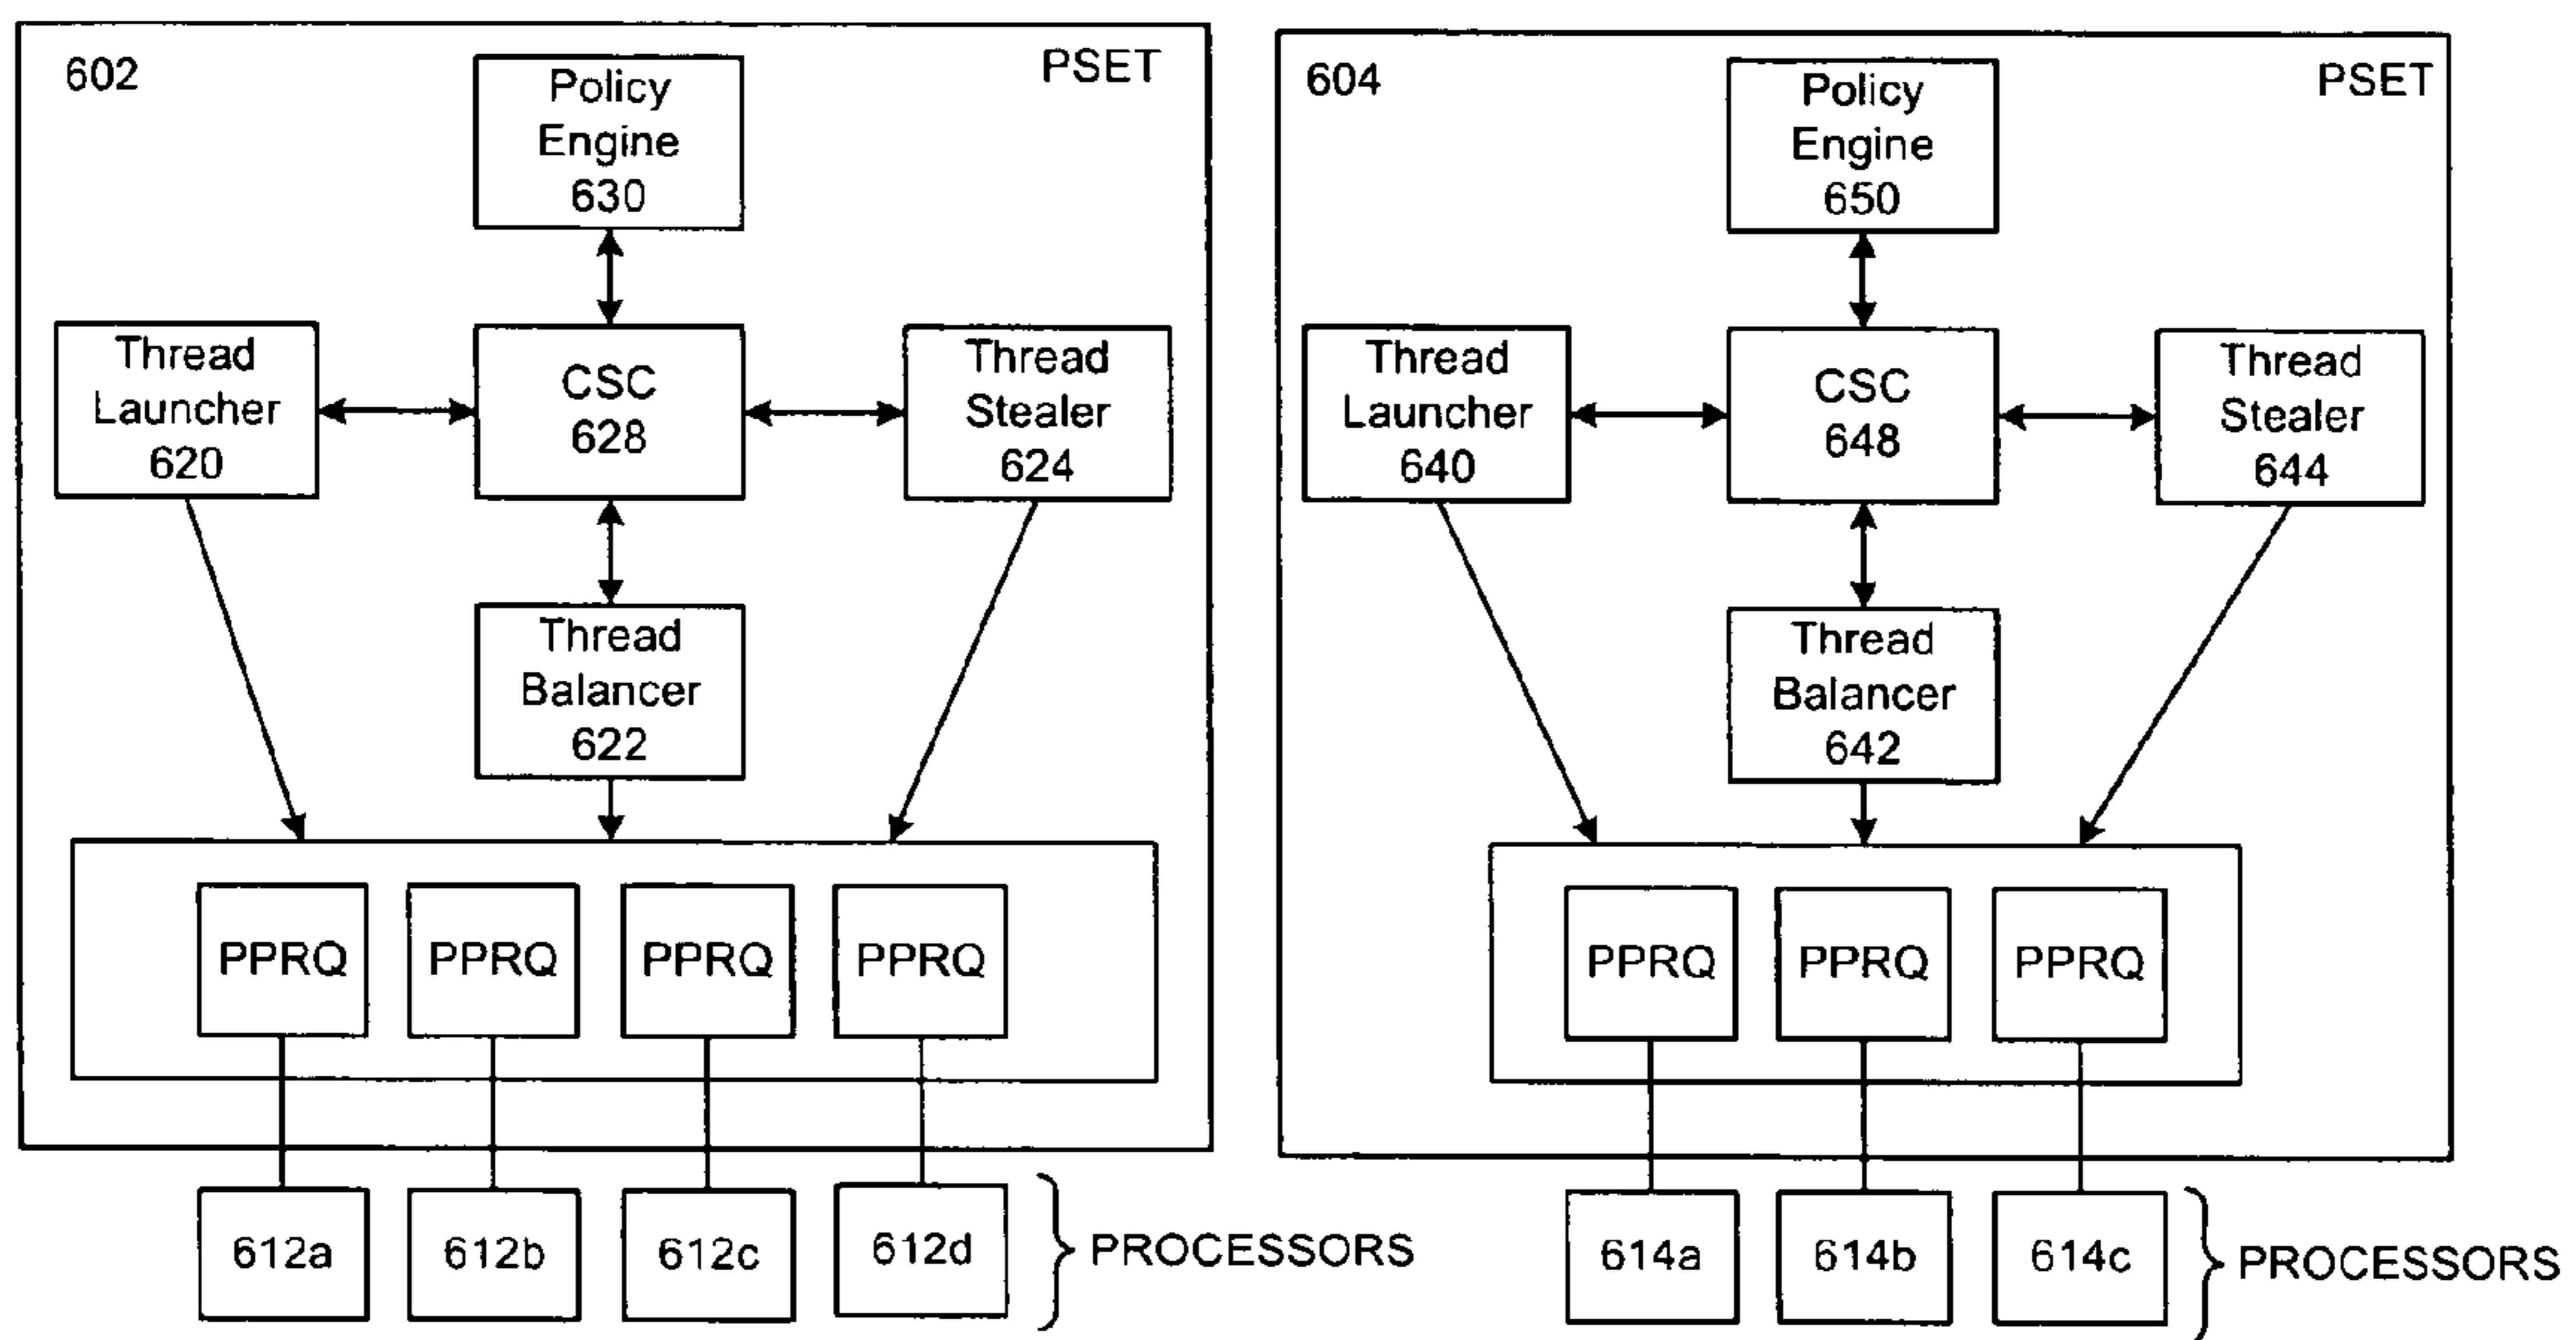 602
PSET
Policy
Engine
630
Thread
Launcher
620
CSC
628
Thread
Stealer
624
Thread
Balancer
622
PPRQ
PPRQ
PPRQ
PPRQ
612a
612b
612c
612d
PROCESSORS
604
PSET
Policy
Engine
650
Thread
Launcher
640
CSC
648
Thread
Stealer
644
Thread
Balancer
642
PPRQ
PPRQ
PPRQ
614a
614b
614c
PROCESSORS